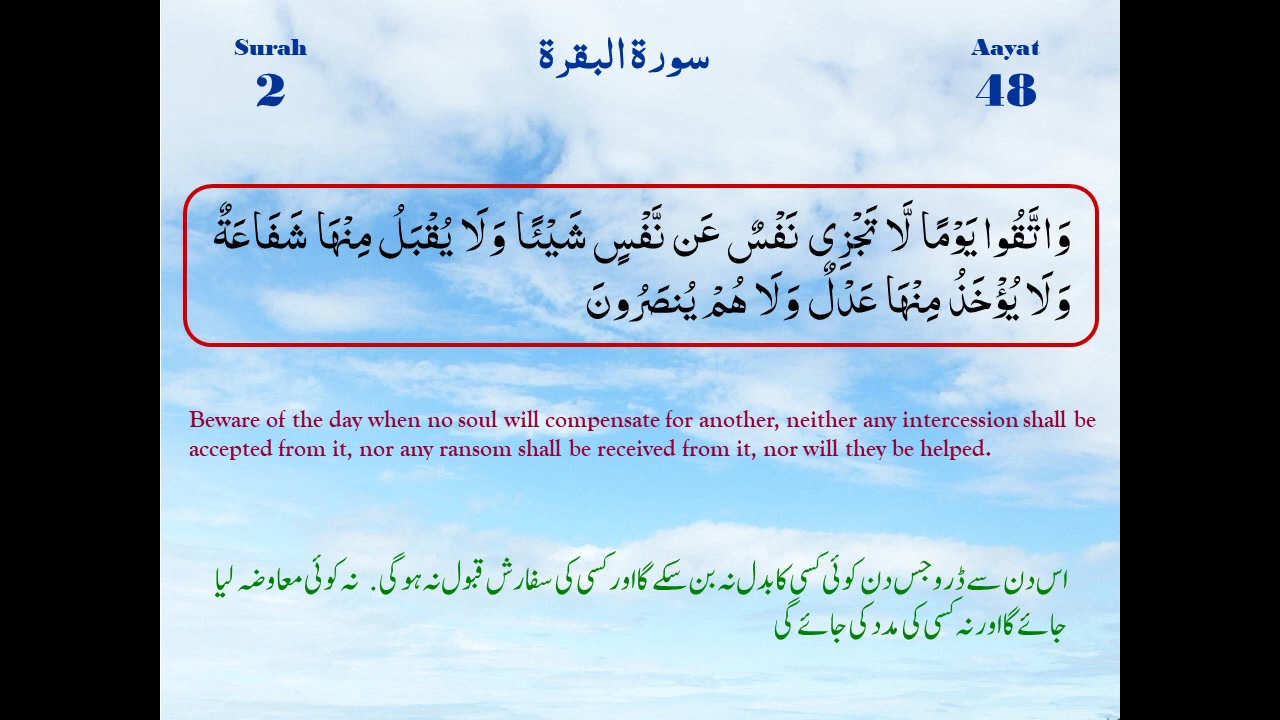 Surah
2
سورة البقرة
Aayat
48
وَاتَّقُوا يَوْمًا لَّا تَجْزِي نَفْسٌ عَن نَّفْسٍ شَيْئًا وَلَا يُقْبَلُ مِنْهَا شَفَاعَةٌ
وَلَا يُؤْخَذُ مِنْهَا عَدْلٌ وَلَا هُمْ يُنصَرُونَ
Beware of the day when no soul will compensate for another, neither any intercession shall be
accepted from it, nor any ransom shall be received from it, nor will they be helped.
اس دن سے ڈرو جس دن کوئی کسی کا بدل نہ بن سکے گا اور کسی کی سفارش قبول نہ ہوگی. نہ کوئی معاوضہ لیا
جائے گا اور نہ کسی کی مدد کی جائے گی